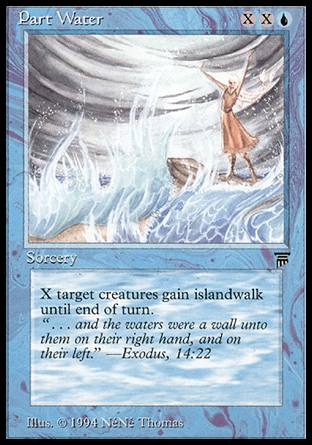 Part Water
X X
Sorcery
X target creatures gain islandwalk
until end of turn.
“. . . and the waters were a wall unto
them on their right hand, and on
their left.” —Exodus, 14:22
Illus. © 1994 NéNé Thomas